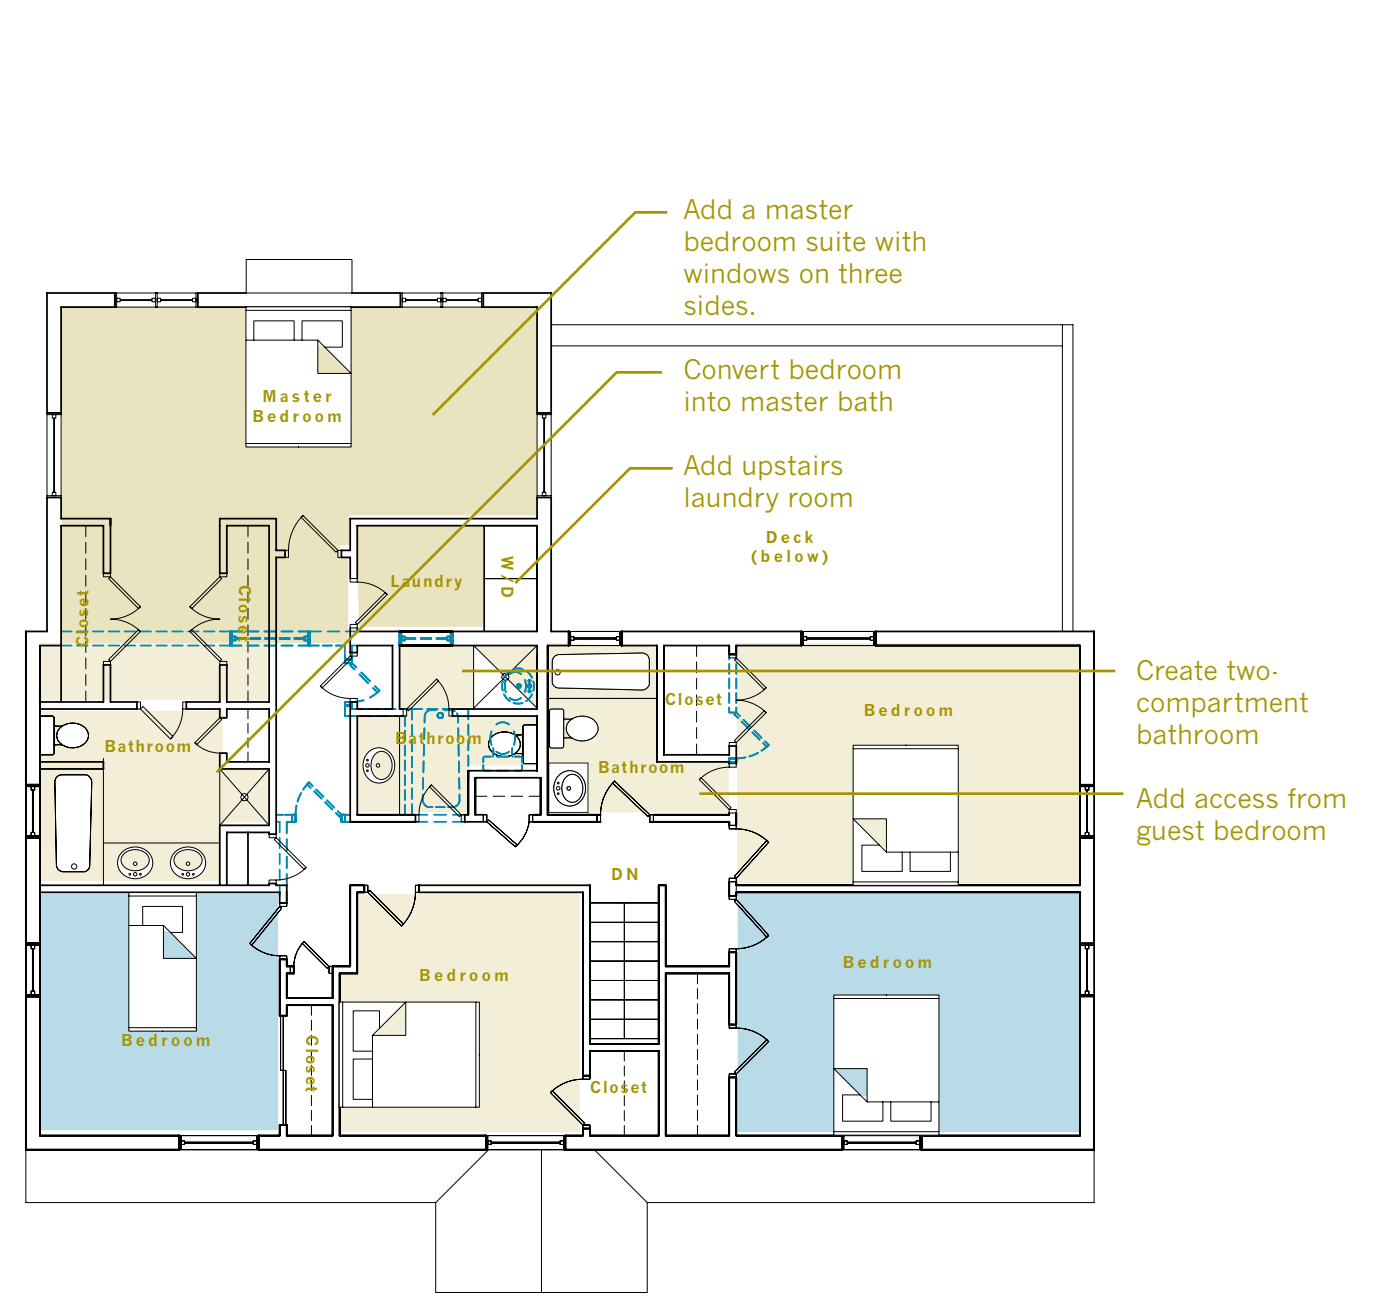 Add a master
bedroom suite with
windows on three
sides.
Convert bedroom
into master bath
Add upstairs
laundry room
Master
Bedroom
Deck
(below)
W/D
Laundry
Closet
Closet
Create two-
compartment
bathroom
Closet
Bedroom
Bathroom
Bathroom
Bathroom
Add access from
guest bedroom
DN
Bedroom
Bedroom
Bedroom
Closet
Closet